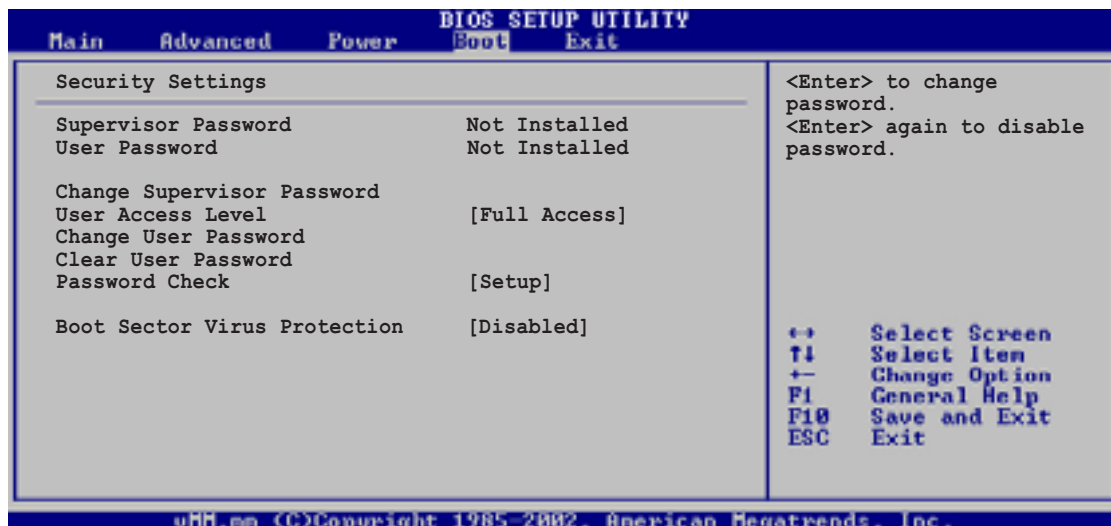 BIOS SETUP UTILITY
Main Advanced Power Boot Exit
Security Settings
Supervisor Password Not Installed
User Password Not Installed
Change Supervisor Password
User Access Level [Full Access]
Change User Password
Clear User Password
Password Check [Setup]
Boot Sector Virus Protection [Disabled]
<Enter> to change
password.
<Enter> again to disable
password.
←→ Select Screen
↑↓ Select Item
+- Change Option
F1 General Help
F10 Save and Exit
ESC Exit
(C)Copyright 1985-2002, American Megatrends, Inc.